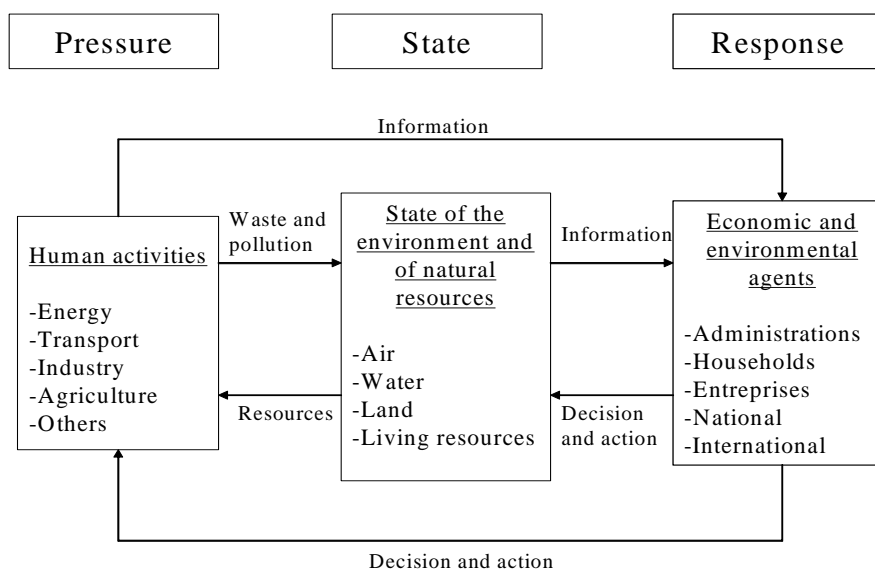 Pressure
State
Response
Information
Human activities
-Energy
-Transport
-Industry
-Agriculture
-Others
Waste and
pollution
Resources
State of the
environment and
of natural
resources
-Air
-Water
-Land
-Living resources
Information
Decision
and action
Economic and
environmental
agents
-Administrations
-Households
-Entreprises
-National
-International
Decision and action